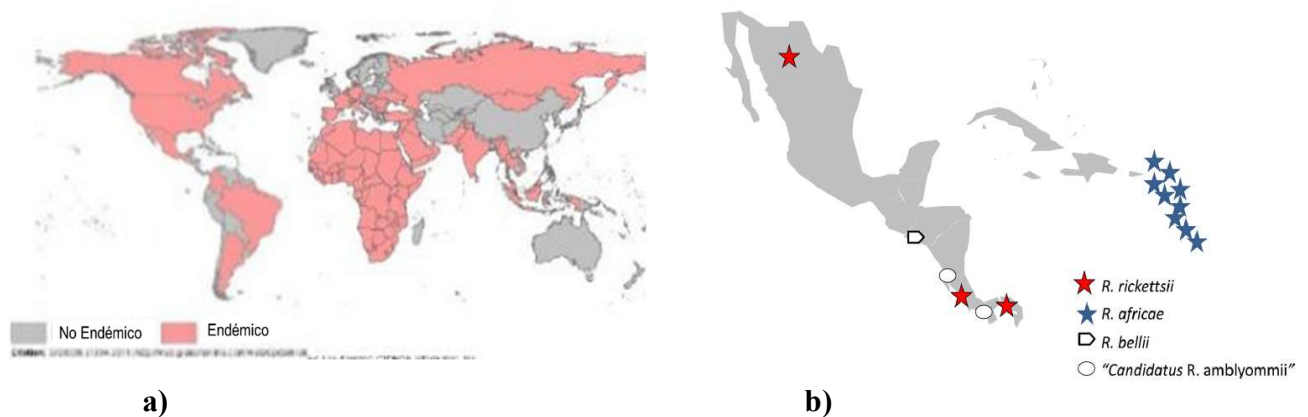 No Endémico
Endémico
R. rickettsii
R. africae
R. bellii
"Candidatus R. amblyommii"
a)
b)